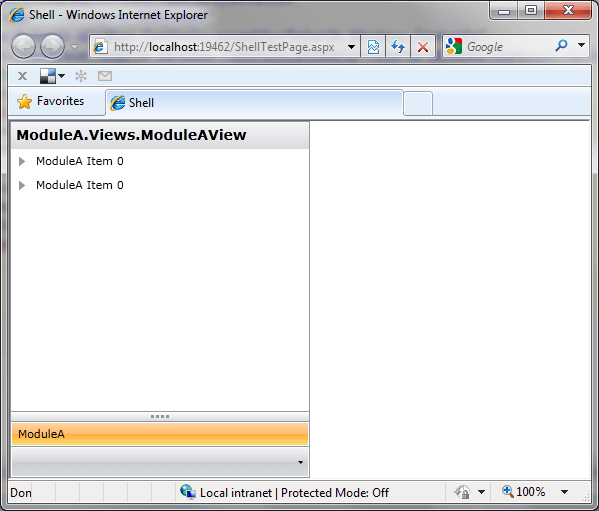 Shell - Windows Internet Explorer
http://localhost:19462/ShellTestPage.aspx
Google
Favorites
Shell
ModuleA.Views.ModuleAView
ModuleA Item 0
ModuleA Item 0
ModuleA
Don
Local intranet | Protected Mode: Off
100%